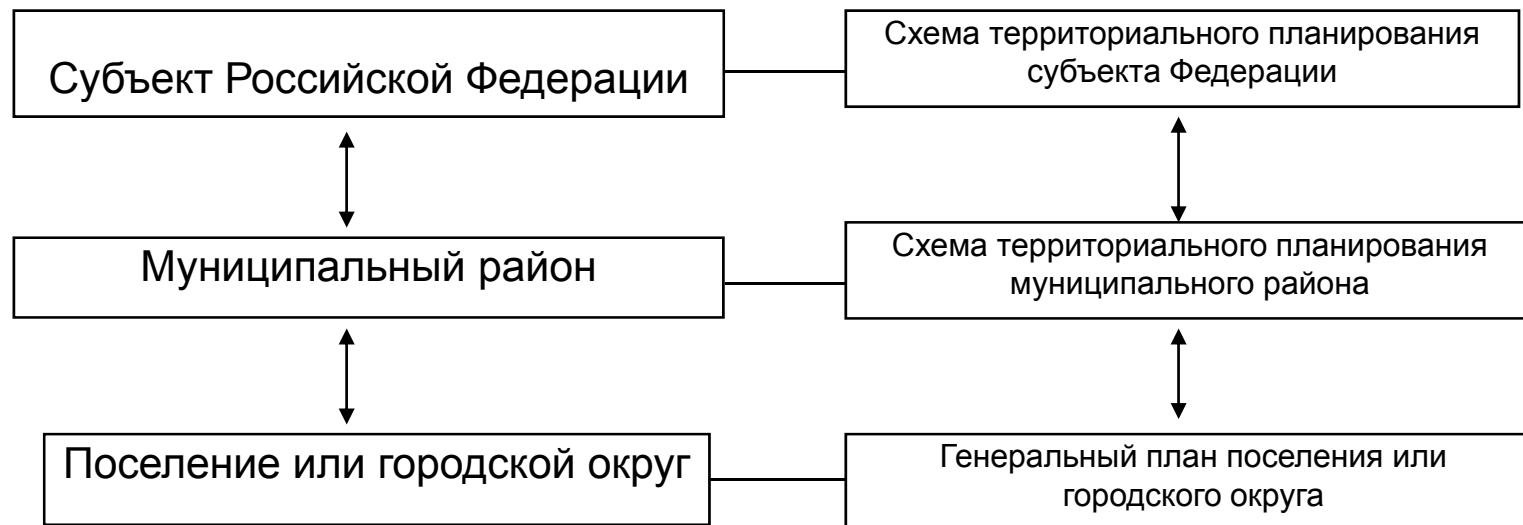 Субъект Российской Федерации
Схема территориального планирования
субъекта Федерации
Муниципальный район
Схема территориального планирования
муниципального района
Поселение или городской округ
Генеральный план поселения или
городского округа